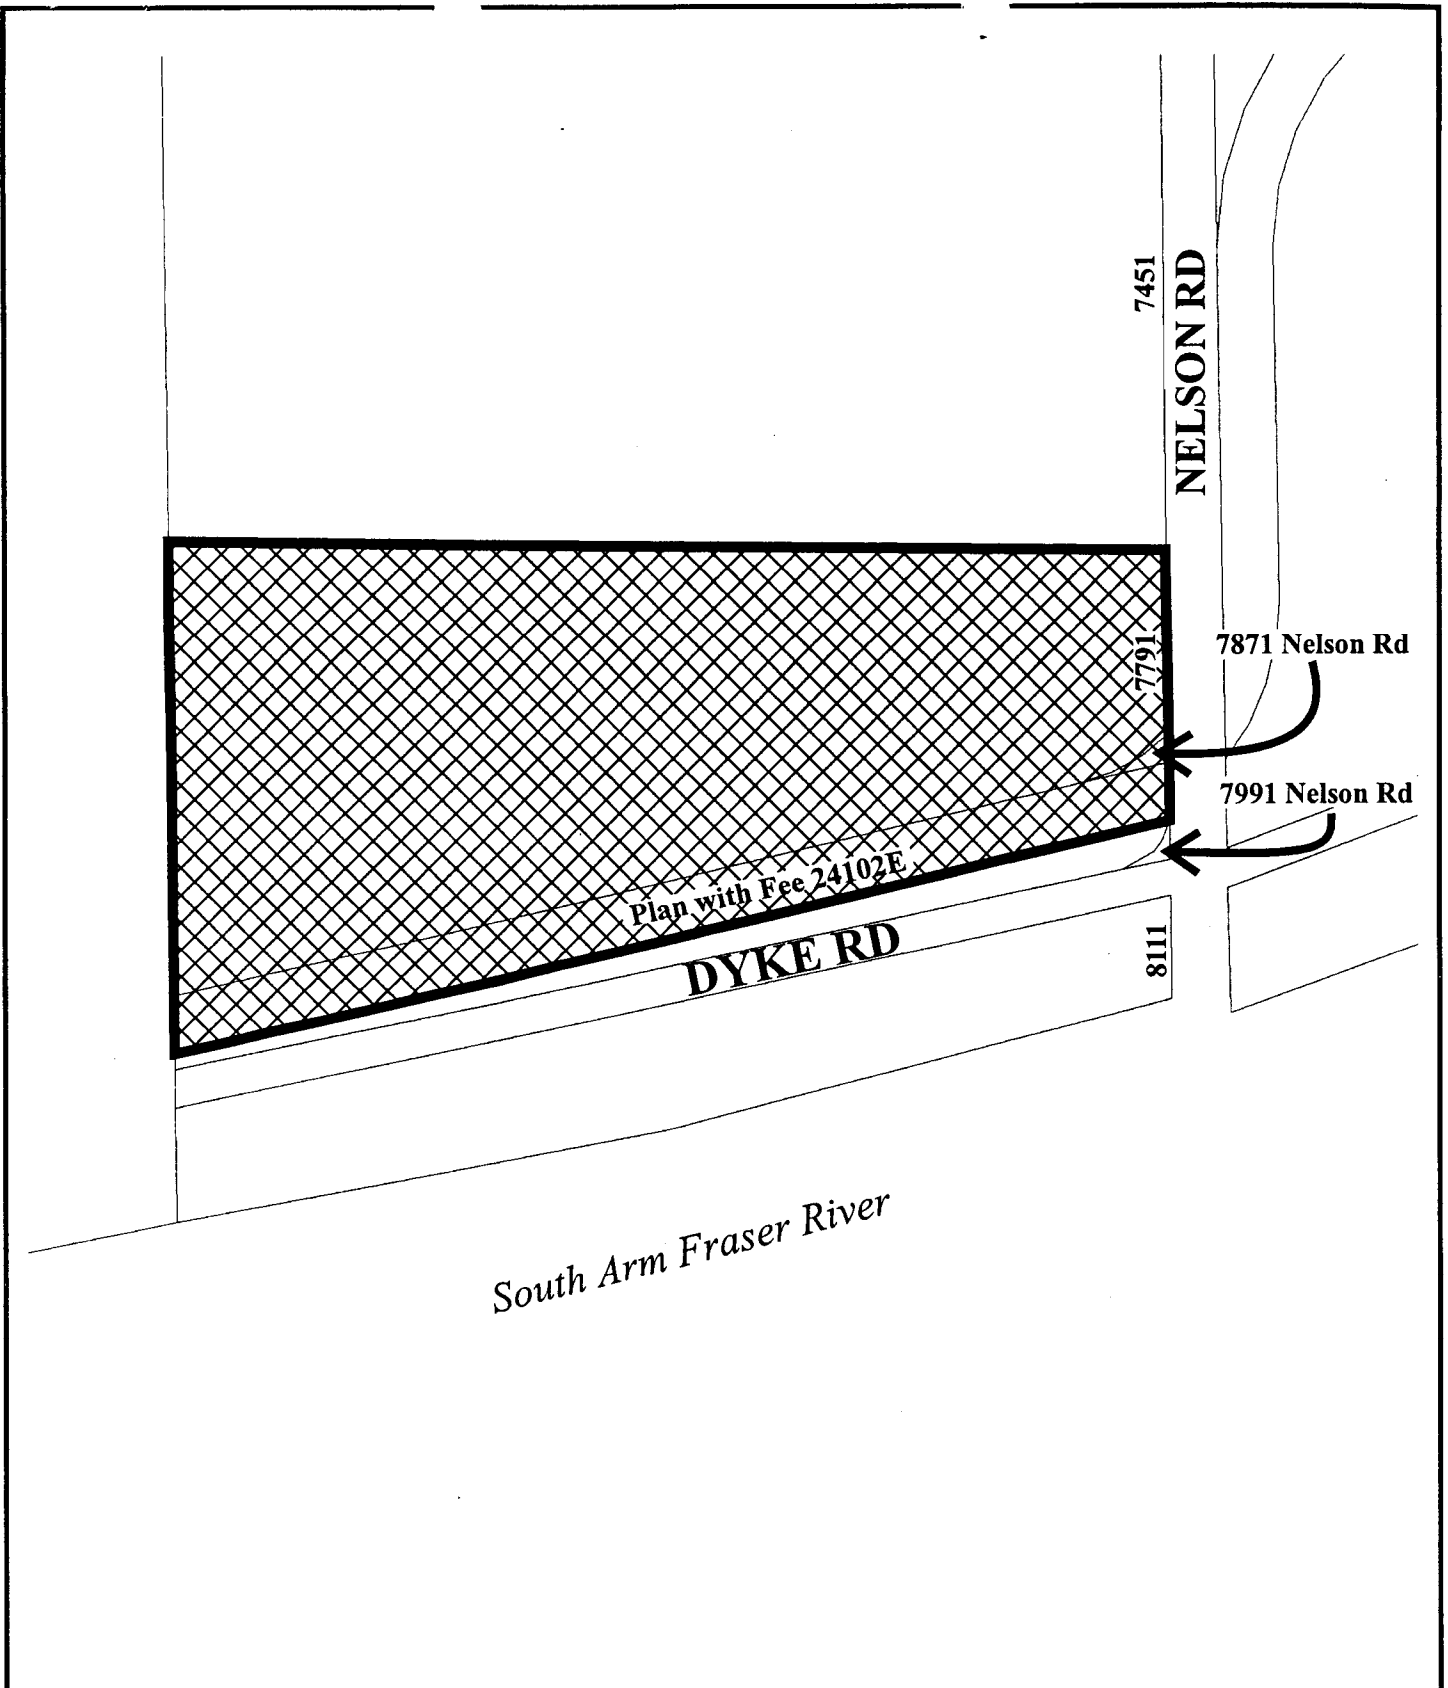 7451
NELSON RD
7791
7871 Nelson Rd
7991 Nelson Rd
Plan with Fee 24102E
DYKE RD
8111
South Arm Fraser River